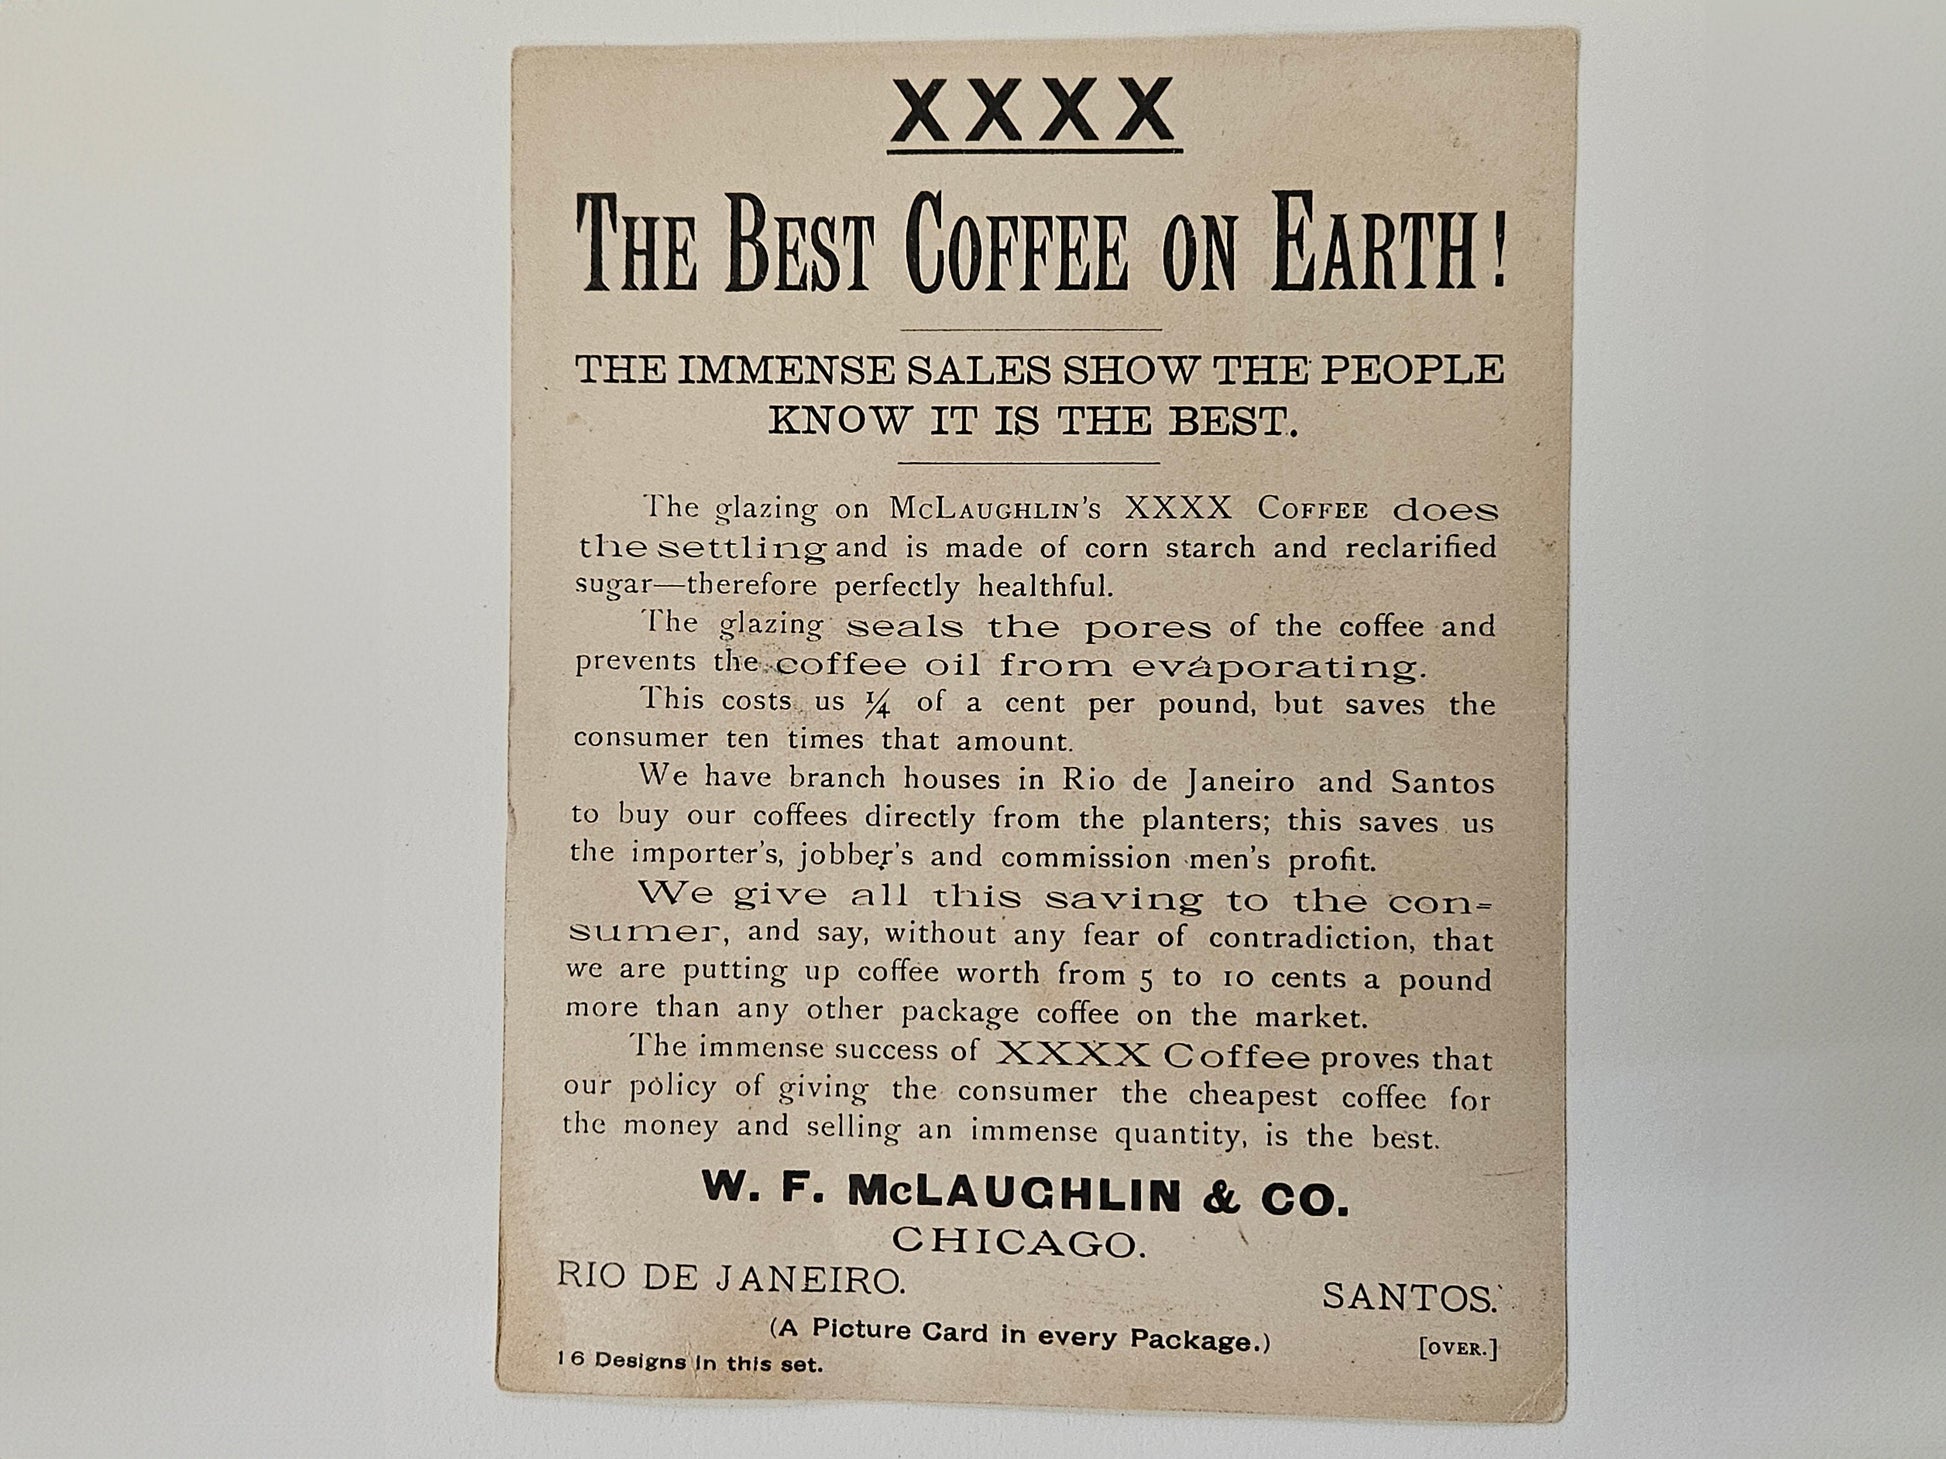 XXXX
THE BEST COFFEE ON EARTH!
THE IMMENSE SALES SHOW THE PEOPLE
KNOW IT IS THE BEST.
The glazing on McLAUGHLIN'S XXXX COFFEE does
the settling and is made of corn starch and reclarified
sugar—therefore perfectly healthful.
The glazing seals the pores of the coffee and
prevents the coffee oil from evaporating.
This costs us ¼ of a cent per pound, but saves the
consumer ten times that amount.
We have branch houses in Rio de Janeiro and Santos
to buy our coffees directly from the planters; this saves us
the importer's, jobber's and commission men's profit.
We give all this saving to the con-
sumer, and say, without any fear of contradiction, that
we are putting up coffee worth from 5 to 10 cents a pound
more than any other package coffee on the market.
The immense success of XXXX Coffee proves that
our policy of giving the consumer the cheapest coffee for
the money and selling an immense quantity, is the best.
W. F. McLAUGHLIN & CO.
CHICAGO.
RIO DE JANEIRO. SANTOS.
(A Picture Card in every Package.)
16 Designs in this set. [OVER.]